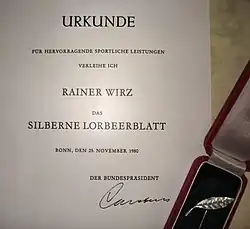 URKUNDE
FÜR HERVORRAGENDE SPORTLICHE LEISTUNGEN
VERLEIHE ICH
RAINER WIRZ
DAS
SILBERNE LORBEERBLATT
BONN, DEN 25. NOVEMBER 1980
DER BUNDESPRÄSIDENT
Carstens